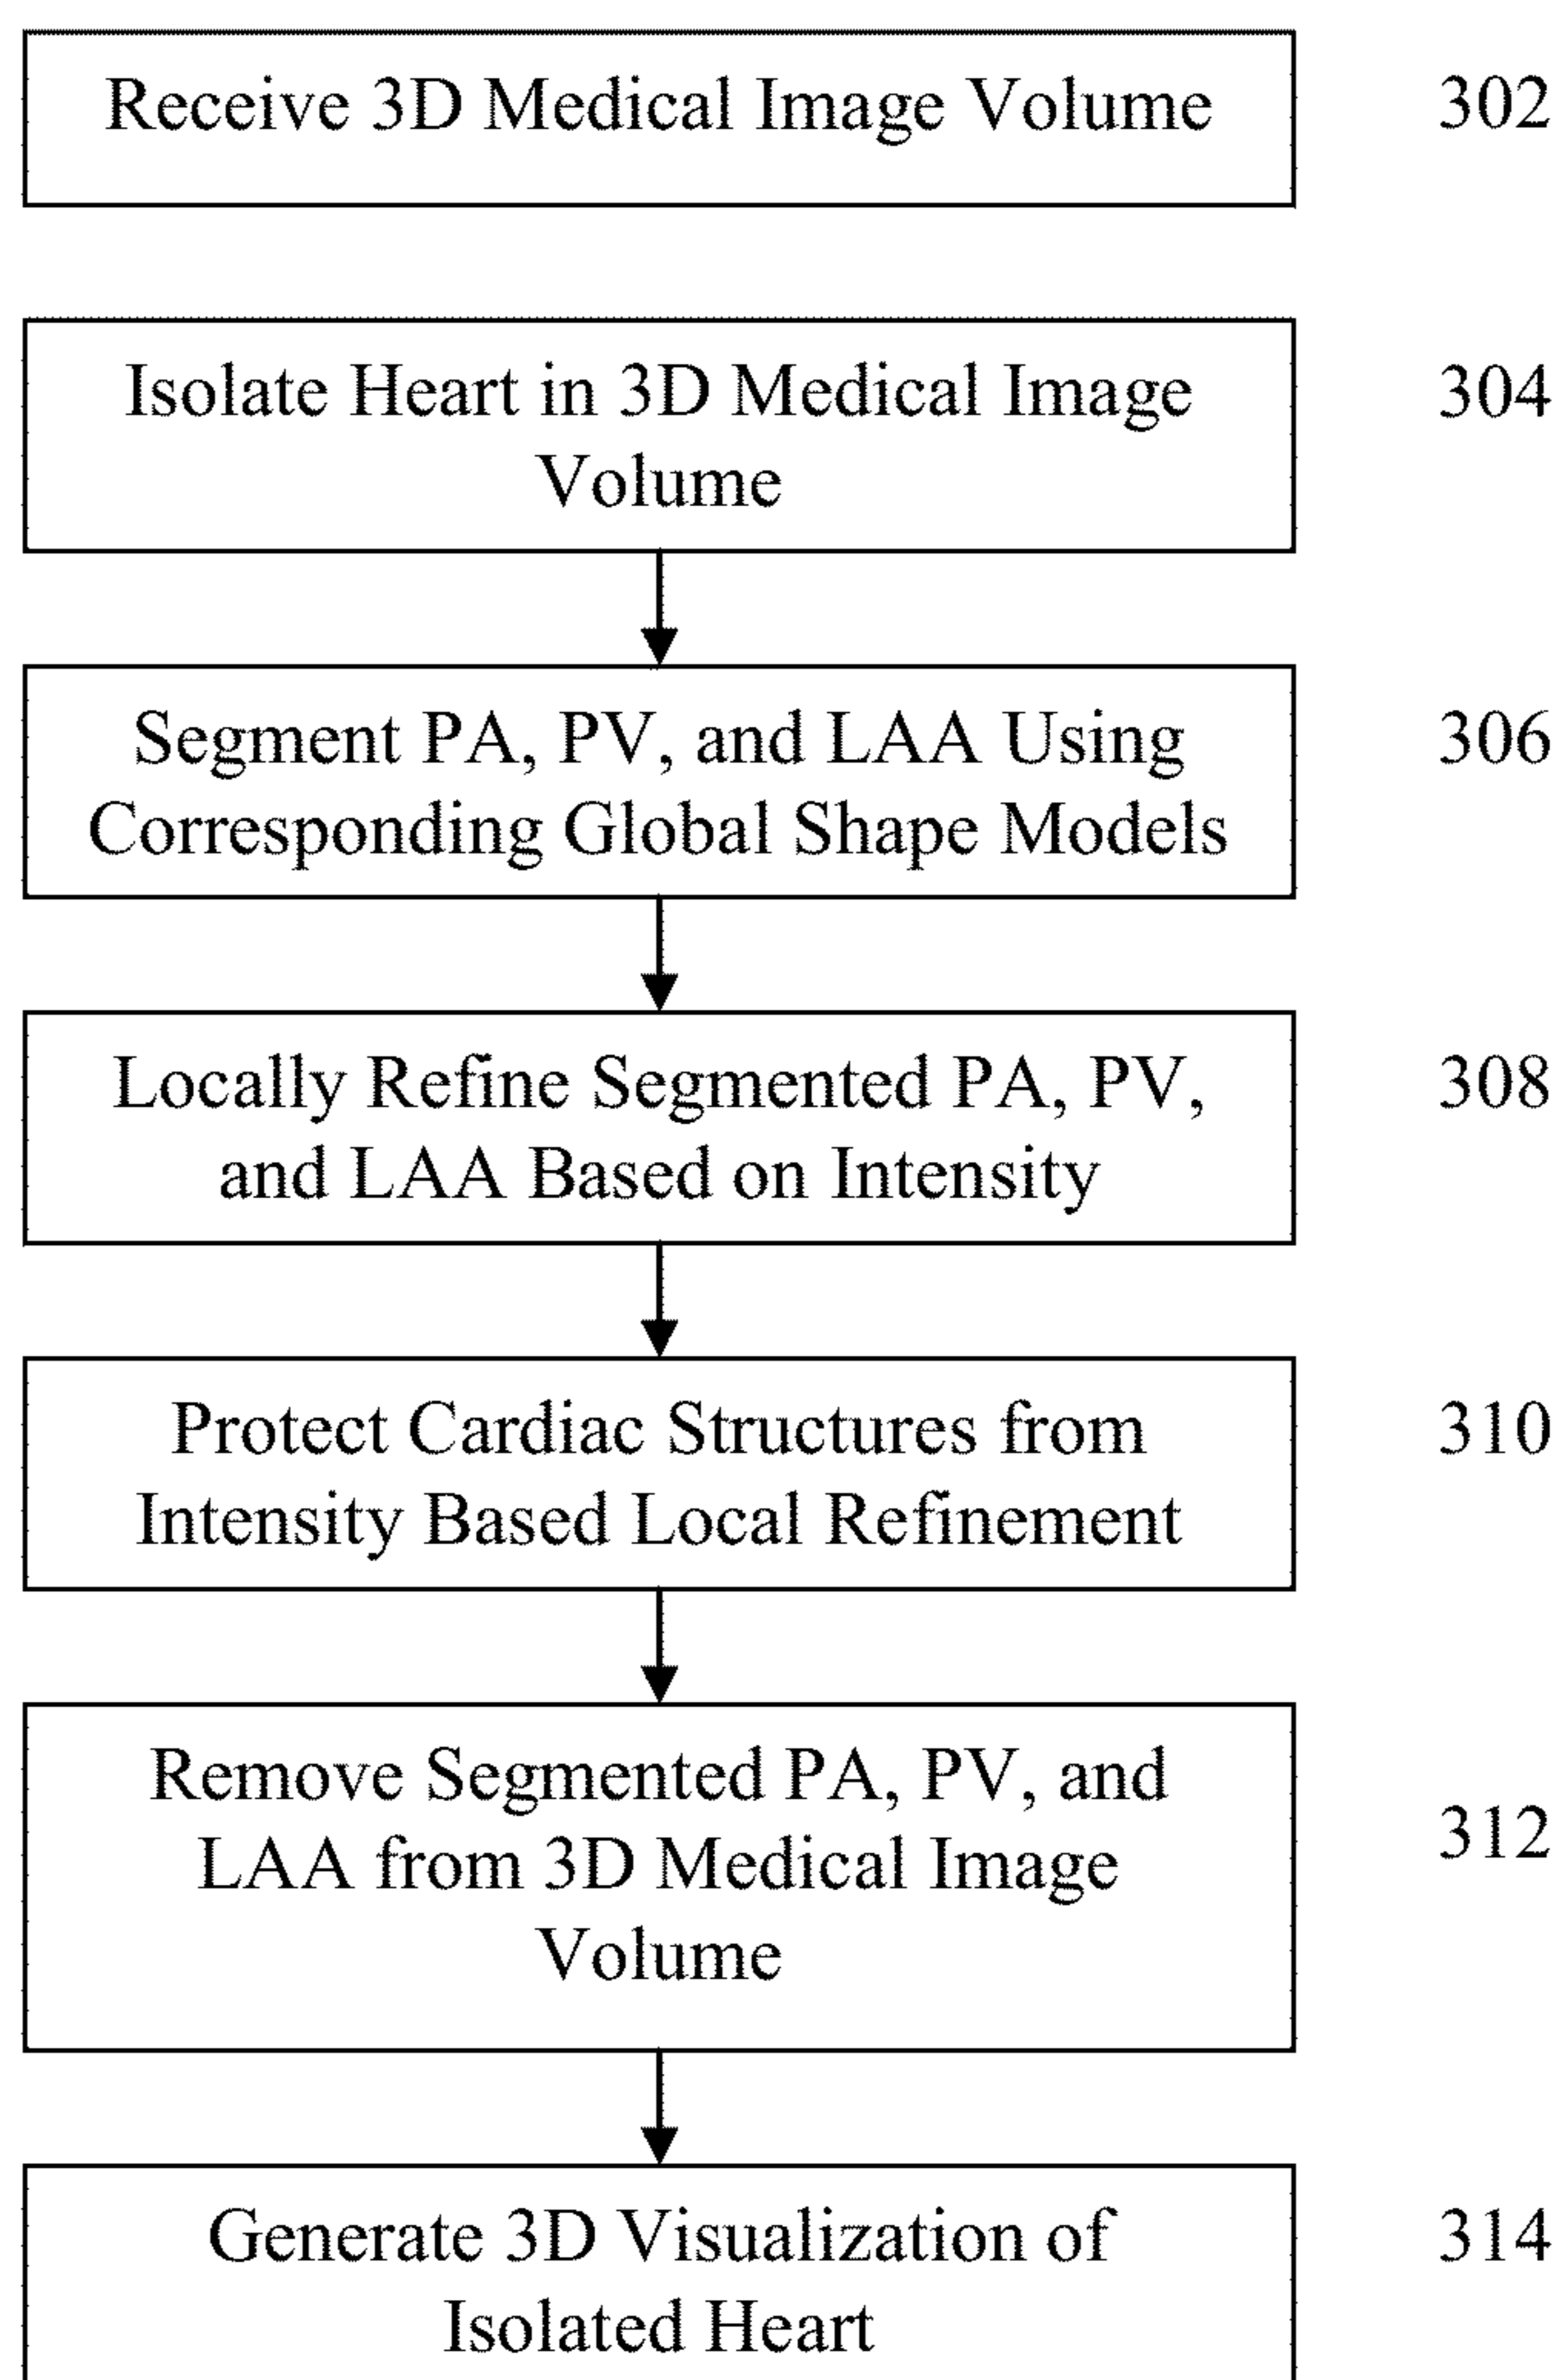 Receive 3D Medical Image Volume 302
Isolate Heart in 3D Medical Image 304
Volume
Segment PA, PV, and LAA Using 306
Corresponding Global Shape Models
Locally Refine Segmented PA, PV, 308
and LAA Based on Intensity
Protect Cardiac Structures from 310
Intensity Based Local Refinement
Remove Segmented PA, PV, and
LAA from 3D Medical Image 312
Volume
Generate 3D Visualization of 314
Isolated Heart